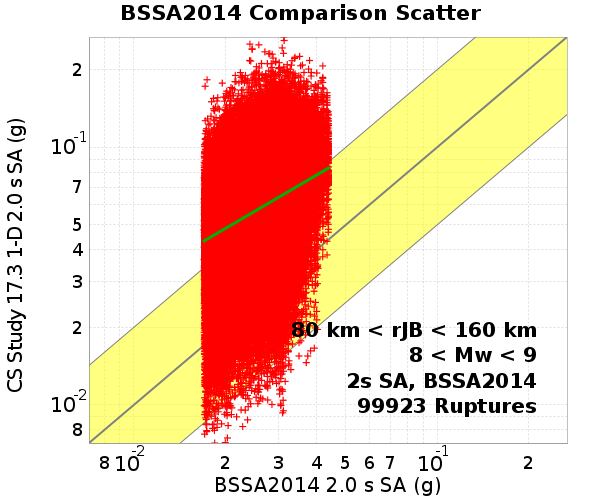 BSSA2014 Comparison Scatter
CS Study 17.3 1-D 2.0 s SA (g)
2
10-1
7
5
4
3
2
10-2
8
80 km < rJB < 160 km
8 < Mw < 9
2s SA, BSSA2014
99923 Ruptures
8 10-2 2 3 4 5 6 7 10-1 2
BSSA2014 2.0 s SA (g)